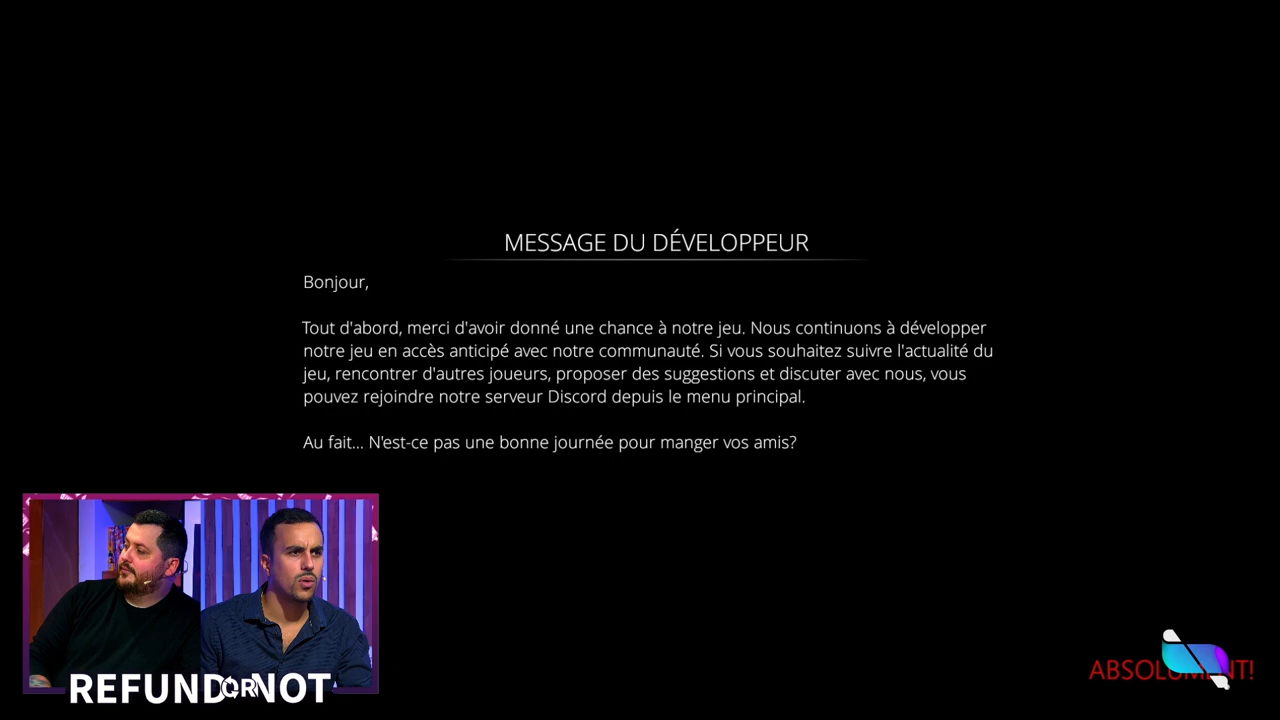 MESSAGE DU DÉVELOPPEUR
Bonjour,
Tout d'abord, merci d'avoir donné une chance à notre jeu. Nous continuons à développer
notre jeu en accès anticipé avec notre communauté. Si vous souhaitez suivre l'actualité du
jeu, rencontrer d'autres joueurs, proposer des suggestions et discuter avec nous, vous
pouvez rejoindre notre serveur Discord depuis le menu principal.
Au fait... N'est-ce pas une bonne journée pour manger vos amis?
REFUND OR NOT
ABSOLUMENT!